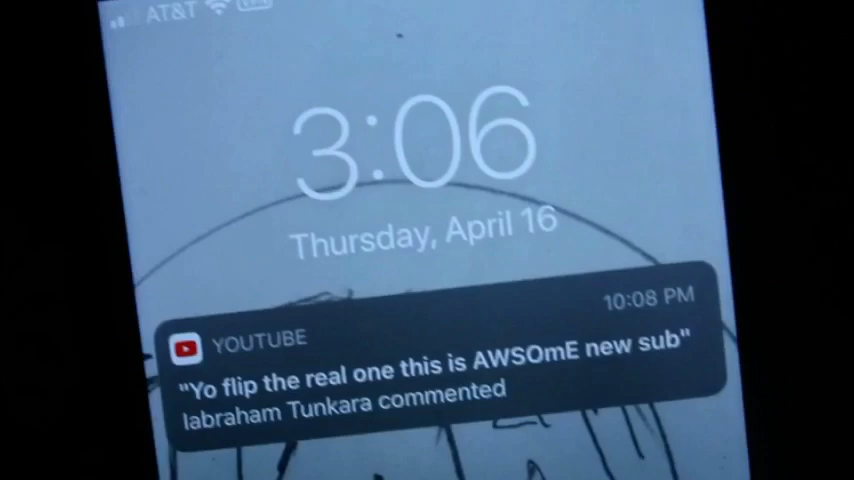 AT&T
3:06
Thursday, April 16
YOUTUBE
10:08 PM
"Yo flip the real one this is AWSOmE new sub"
Iabraham Tunkara commented